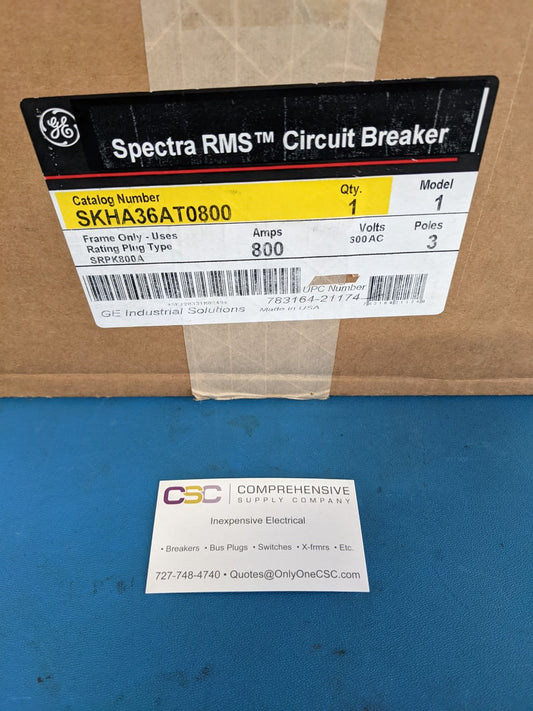 GE
Spectra RMS™ Circuit Breaker
Catalog Number Qty. Model
SKHA36AT0800 1 1
Frame Only - Uses Amps Volts Poles
Rating Plug Type 800 300AC 3
SRPK800A
UPC Number
783164-21174
GE Industrial Solutions Made in USA
CSC COMPREHENSIVE
SUPPLY COMPANY
Inexpensive Electrical
• Breakers • Bus Plugs • Switches • X-frmrs • Etc.
727-748-4740 • Quotes@OnlyOneCSC.com